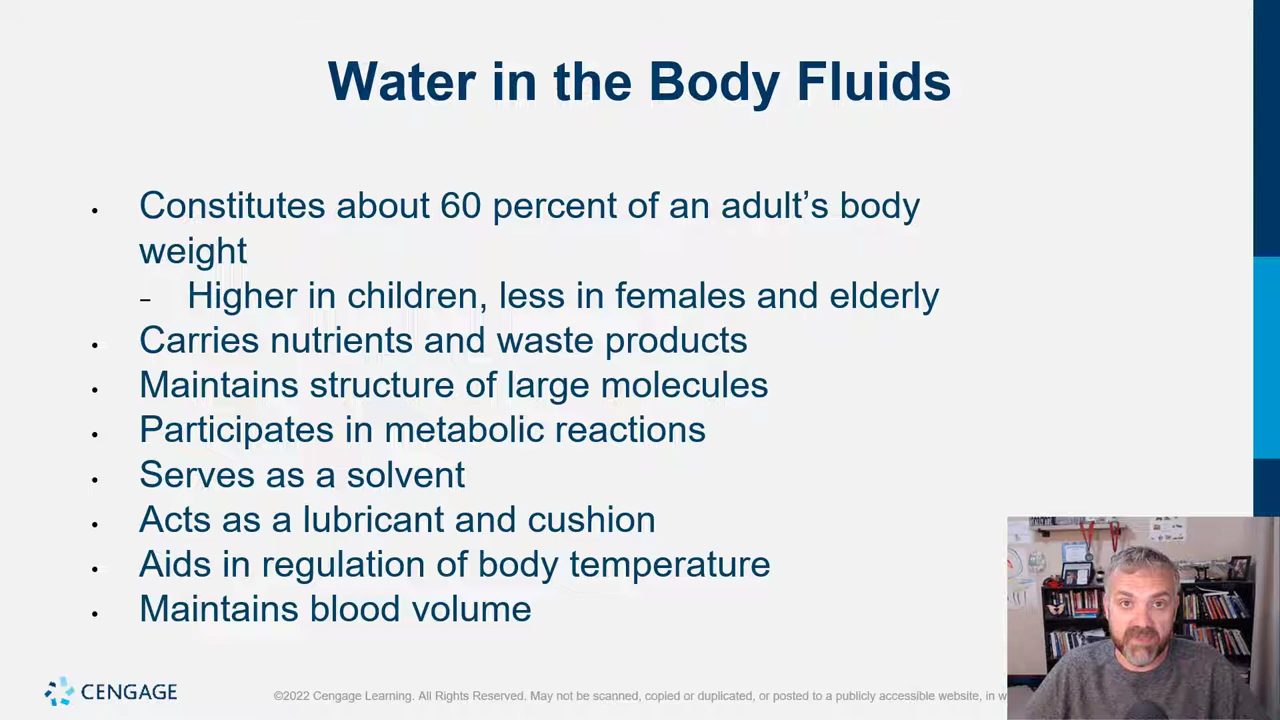 Water in the Body Fluids
• Constitutes about 60 percent of an adult’s body
weight
– Higher in children, less in females and elderly
• Carries nutrients and waste products
• Maintains structure of large molecules
• Participates in metabolic reactions
• Serves as a solvent
• Acts as a lubricant and cushion
• Aids in regulation of body temperature
• Maintains blood volume
CENGAGE
©2022 Cengage Learning. All Rights Reserved. May not be scanned, copied or duplicated, or posted to a publicly accessible website, in w